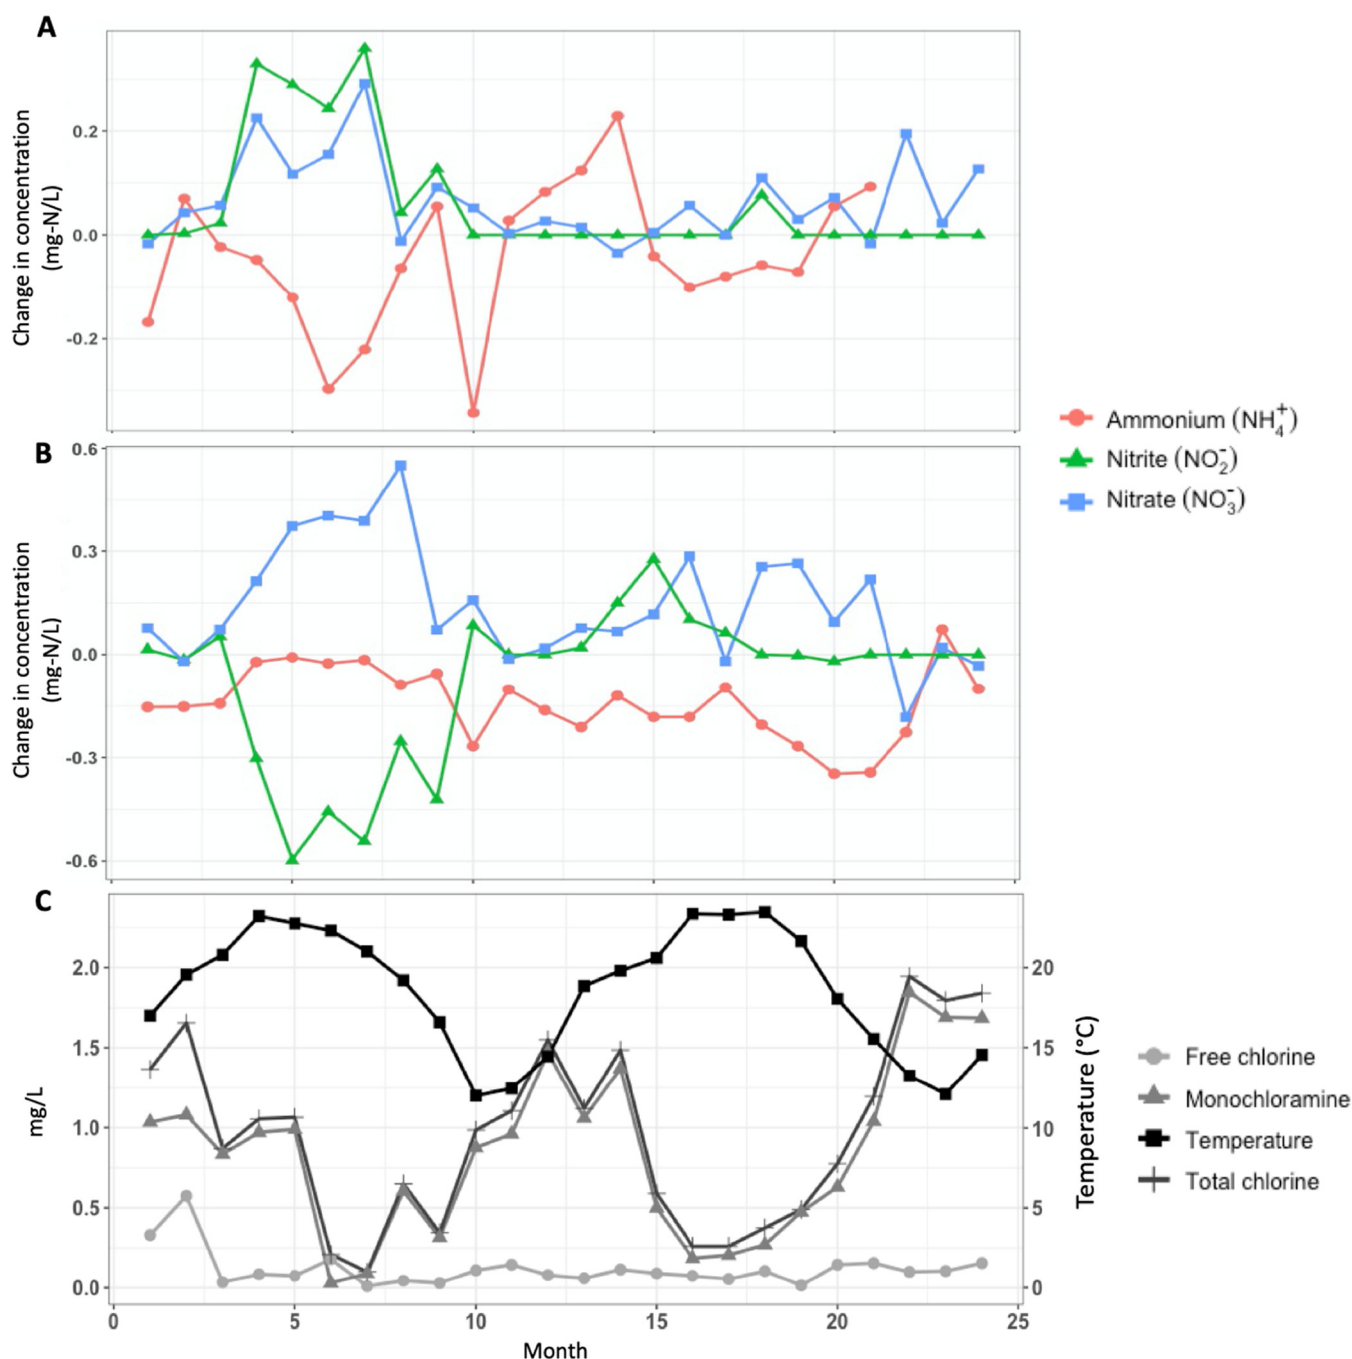 A
Change in concentration
(mg-N/L)
0.2
0.0
-0.2
B
Change in concentration
(mg-N/L)
0.6
0.3
0.0
-0.3
-0.6
Ammonium (NH₄⁺)
Nitrite (NO₂⁻)
Nitrate (NO₃⁻)
C
mg/L
2.0
1.5
1.0
0.5
0.0
20
15
10
5
0
Temperature (°C)
Free chlorine
Monochloramine
Temperature
Total chlorine
0 5 10 15 20 25
Month